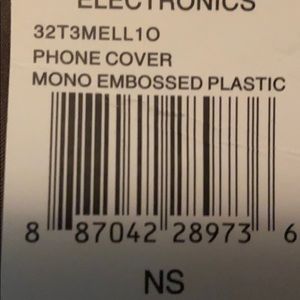 ELECTRONICS
32T3MELL1O
PHONE COVER
MONO EMBOSSED PLASTIC
8 87042 28973 6
NS